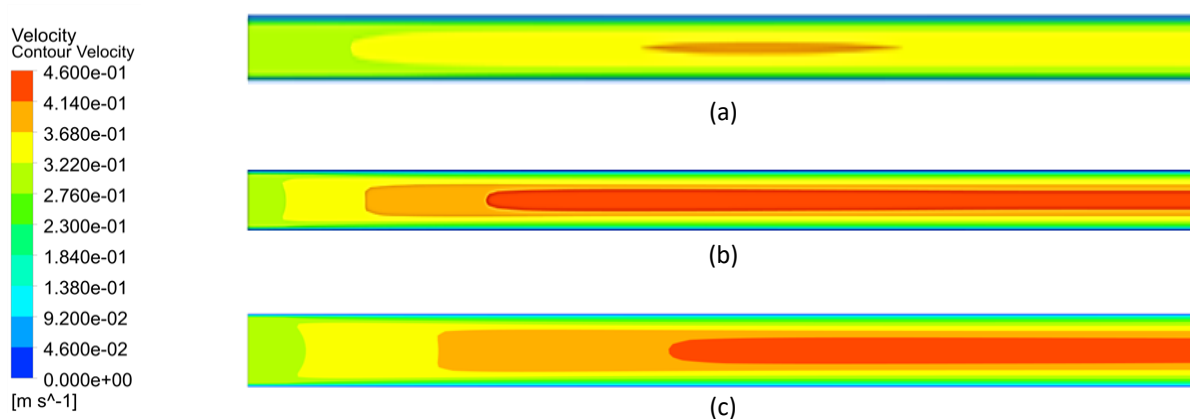 Velocity
Contour Velocity
4.600e-01
4.140e-01
3.680e-01
3.220e-01
2.760e-01
2.300e-01
1.840e-01
1.380e-01
9.200e-02
4.600e-02
0.000e+00
[m s^-1]
(a)
(b)
(c)